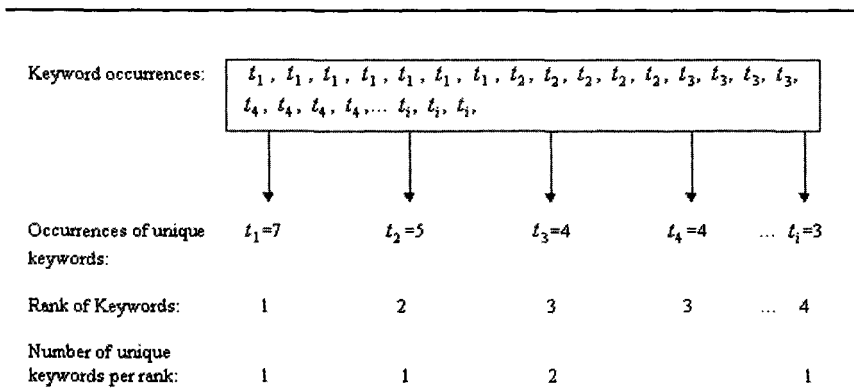 Keyword occurrences: t₁, t₁, t₁, t₁, t₁, t₁, t₁, t₂, t₂, t₂, t₂, t₂, t₃, t₃, t₃, t₃,
t₄, t₄, t₄, t₄,... tᵢ, tᵢ, tᵢ,
Occurrences of unique t₁=7 t₂=5 t₃=4 t₄=4 ... tᵢ=3
keywords:
Rank of Keywords: 1 2 3 3 ... 4
Number of unique
keywords per rank: 1 1 2 1